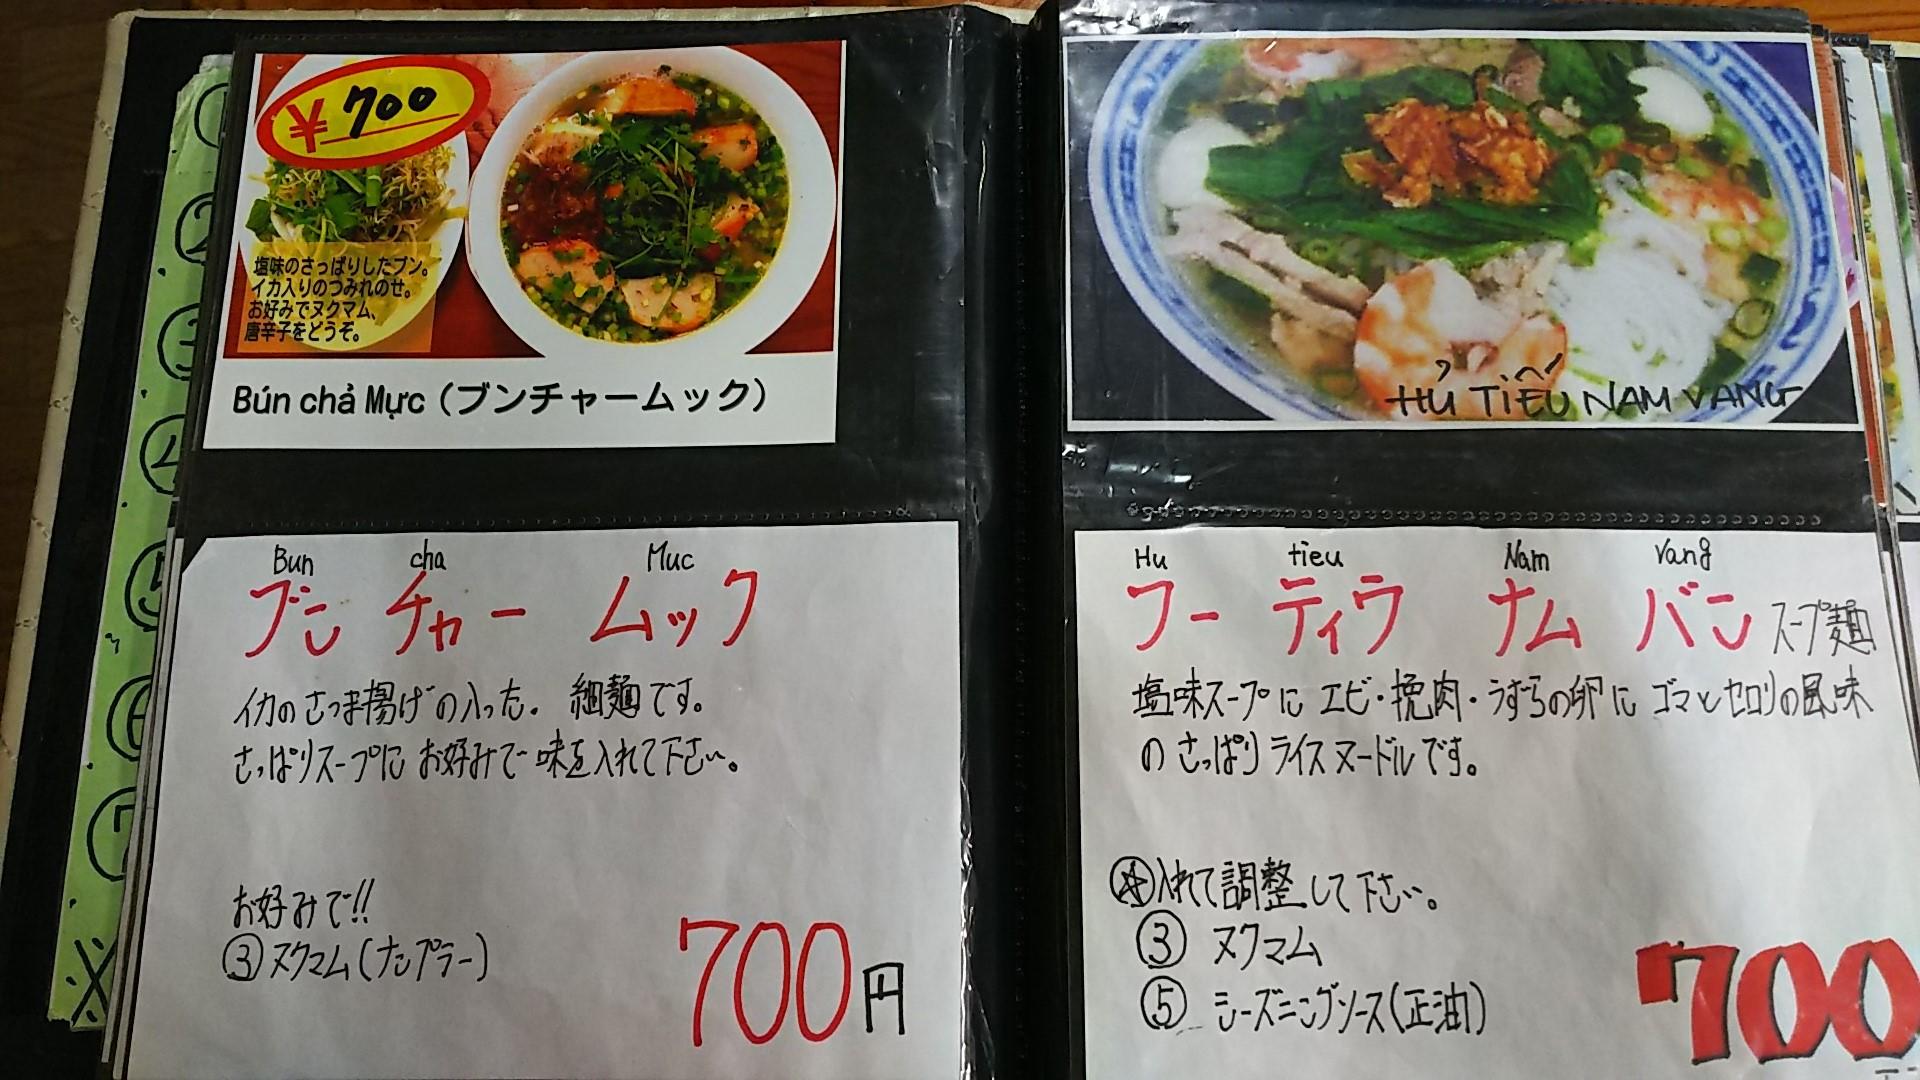 ¥700
塩味のさっぱりしたブン。
イカ入りのつみれのせ。
お好みでヌクマム、
唐辛子をどうぞ。
Bún chả Mực (ブンチャームック)
Bun cha Muc
ブン チャー ムック
イカのさつま揚げの入った。細麺です。
さっぱりスープにお好みで味を入れて下さい。
お好みで!!
③ヌクマム(ナンプラー)
700円
HỦ TIẾU NAM VANG
Hu tieu Nam Vang
フー ティウ ナム バン スープ麺
塩味スープに エビ・挽肉・うずらの卵に ゴマとセロリの風味
の さっぱり ライスヌードルです。
入れて調整して下さい。
③ ヌクマム
⑤ シーズニングソース(正油)
700
②
③
④
⑤
⑥
⑦
※